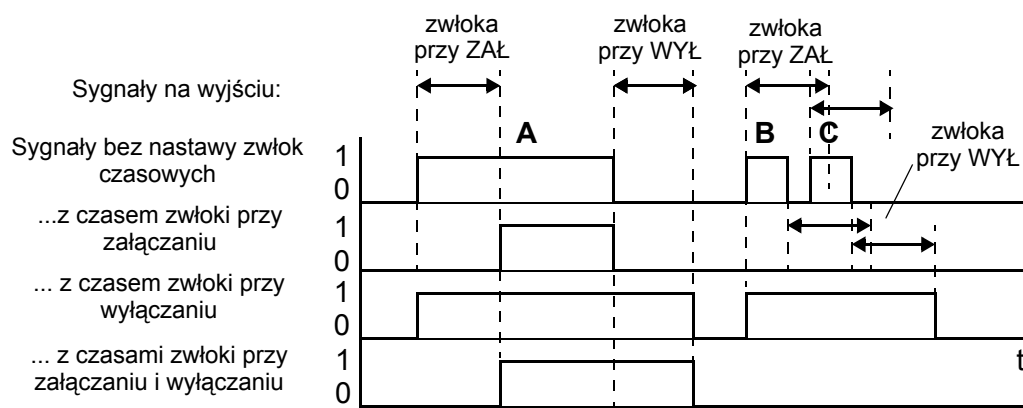 zwłoka
przy ZAŁ
zwłoka
przy WYŁ
zwłoka
przy ZAŁ
Sygnały na wyjściu:
A
B
C
zwłoka
przy WYŁ
Sygnały bez nastawy zwłok
czasowych
1
0
...z czasem zwłoki przy
załączaniu
1
0
... z czasem zwłoki przy
wyłączaniu
1
0
... z czasami zwłoki przy
załączaniu i wyłączaniu
1
0
t